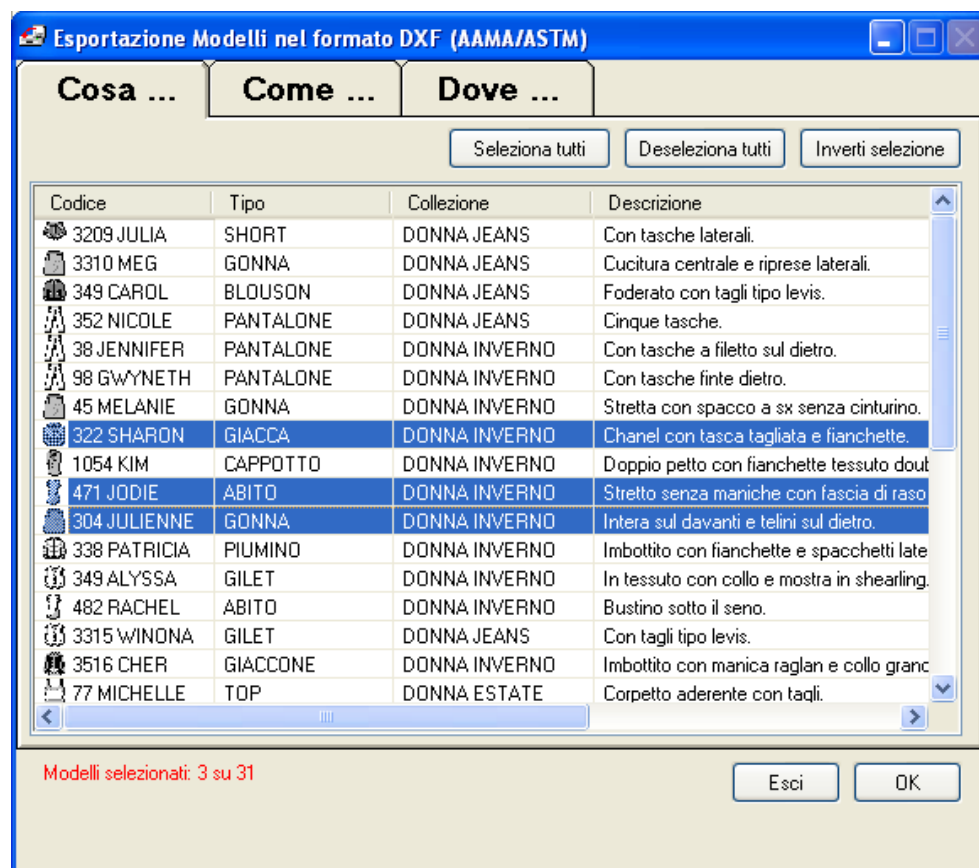 Esportazione Modelli nel formato DXF (AAMA/ASTM)
Cosa ... Come ... Dove ...
Seleziona tutti Deseleziona tutti Inverti selezione
Codice Tipo Collezione Descrizione
3209 JULIA SHORT DONNA JEANS Con tasche laterali.
3310 MEG GONNA DONNA JEANS Cucitura centrale e riprese laterali.
349 CAROL BLOUSON DONNA JEANS Foderato con tagli tipo levis.
352 NICOLE PANTALONE DONNA JEANS Cinque tasche.
38 JENNIFER PANTALONE DONNA INVERNO Con tasche a filetto sul dietro.
98 GWYNETH PANTALONE DONNA INVERNO Con tasche finte dietro.
45 MELANIE GONNA DONNA INVERNO Stretta con spacco a sx senza cinturino.
322 SHARON GIACCA DONNA INVERNO Chanel con tasca tagliata e fianchette.
1054 KIM CAPPOTTO DONNA INVERNO Doppio petto con fianchette tessuto doub
471 JODIE ABITO DONNA INVERNO Stretto senza maniche con fascia di raso
304 JULIENNE GONNA DONNA INVERNO Intera sul davanti e telini sul dietro.
338 PATRICIA PIUMINO DONNA INVERNO Imbottito con fianchette e spacchetti late
349 ALYSSA GILET DONNA INVERNO In tessuto con collo e mostra in shearling.
482 RACHEL ABITO DONNA INVERNO Bustino sotto il seno.
3315 WINONA GILET DONNA JEANS Con tagli tipo levis.
3516 CHER GIACCONE DONNA INVERNO Imbottito con manica raglan e collo grand
77 MICHELLE TOP DONNA ESTATE Corpetto aderente con tagli.
Modelli selezionati: 3 su 31
Esci OK